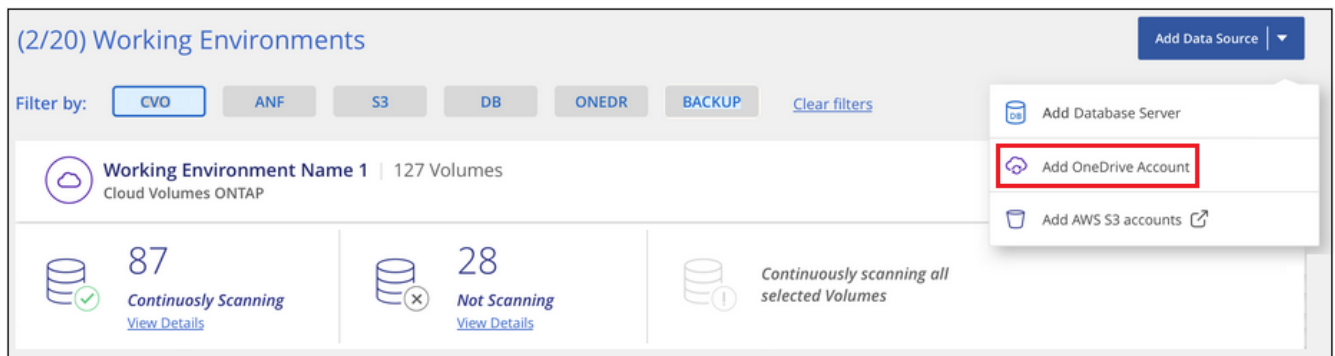 (2/20) Working Environments
Add Data Source
Filter by: CVO ANF S3 DB ONEDR BACKUP Clear filters
DB Add Database Server
Add OneDrive Account
Add AWS S3 accounts
Working Environment Name 1 | 127 Volumes
Cloud Volumes ONTAP
87
Continuosly Scanning
View Details
28
Not Scanning
View Details
Continuously scanning all
selected Volumes